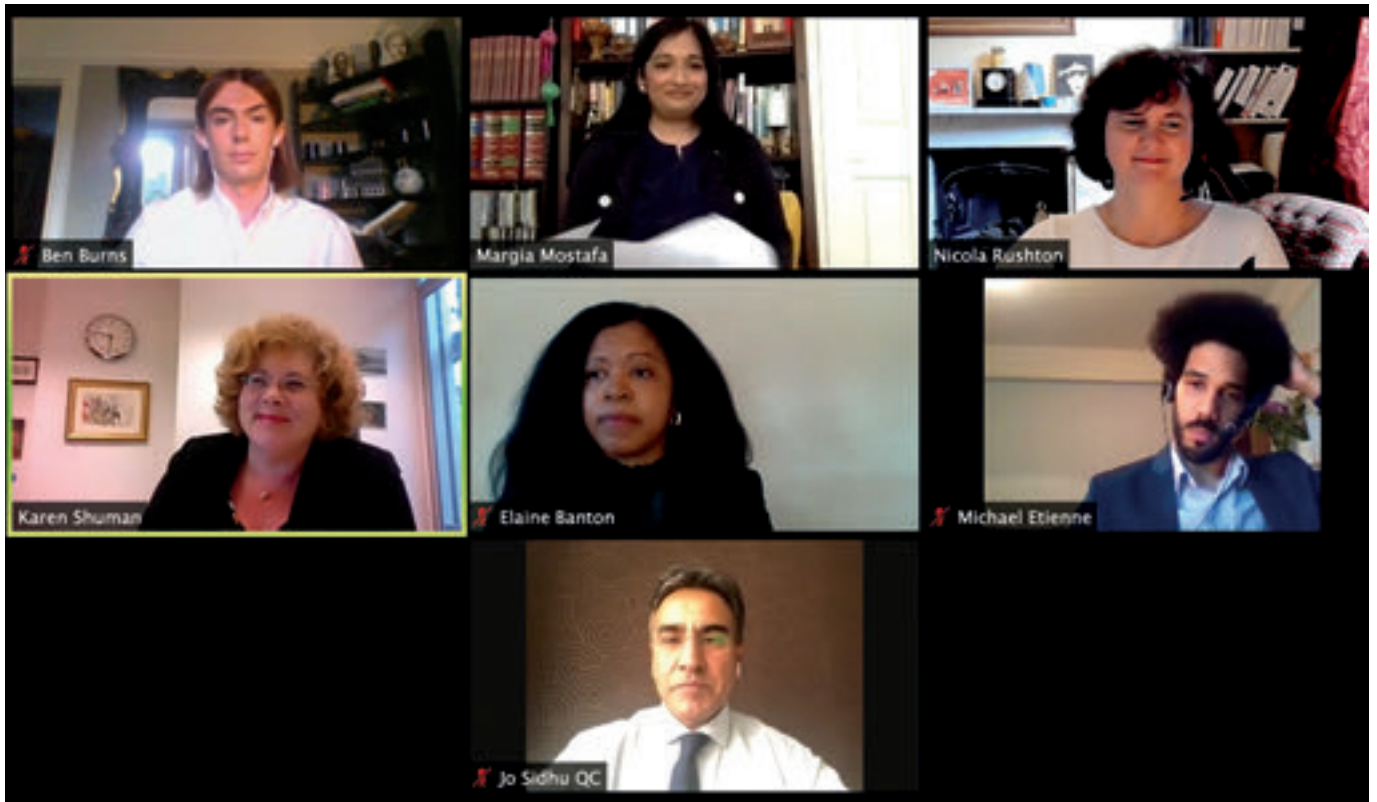 Ben Burns
Margia Mostafa
Nicola Rushton
Karen Shuman
Elaine Banton
Michael Etienne
Jo Sidhu QC